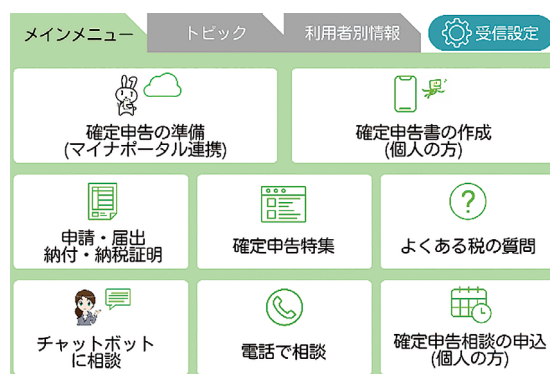 メインメニュー
トピック
利用者別情報
受信設定
確定申告の準備
(マイナポータル連携)
確定申告書の作成
(個人の方)
申請・届出
納付・納税証明
確定申告特集
よくある税の質問
チャットボット
に相談
電話で相談
確定申告相談の申込
(個人の方)